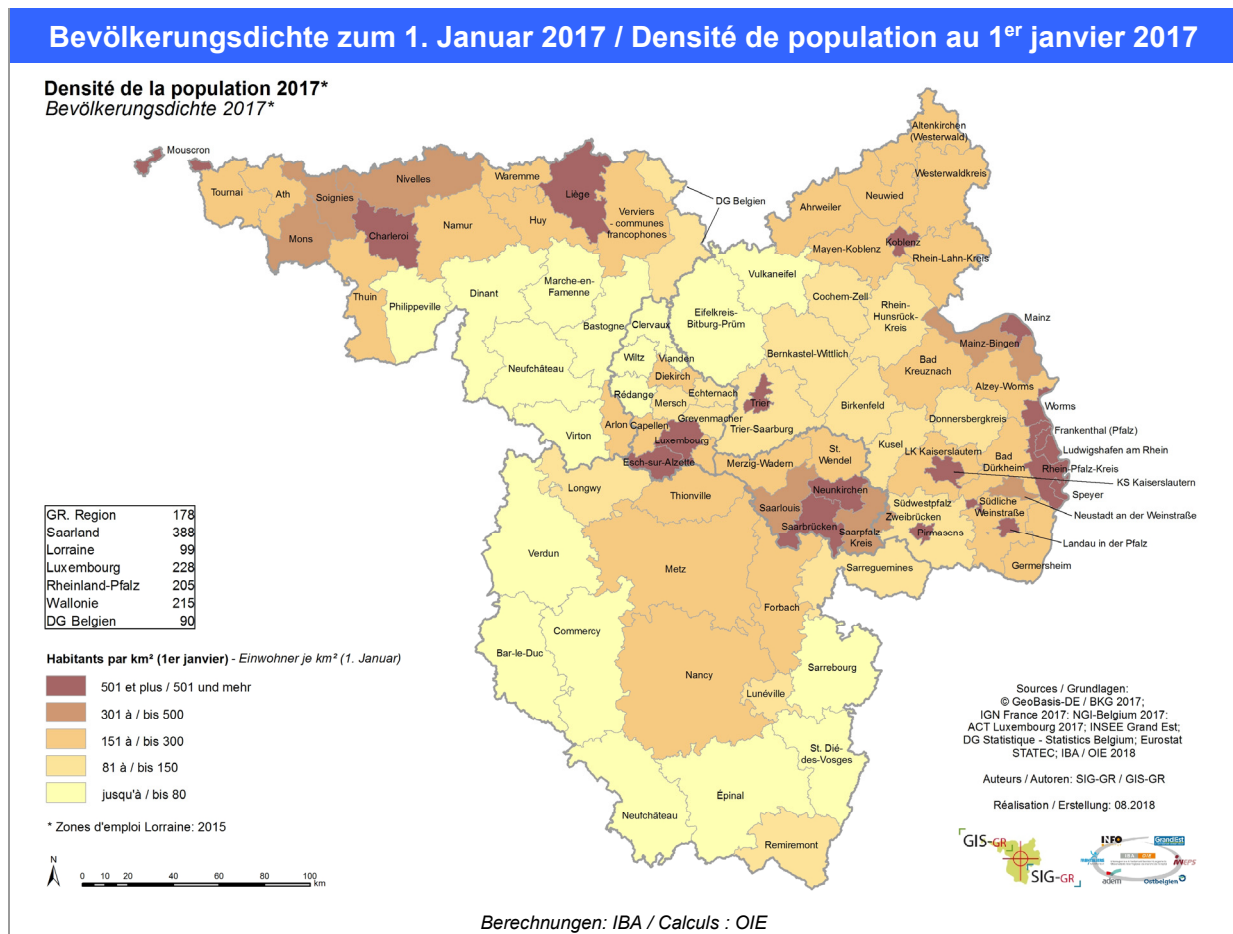 Bevölkerungsdichte zum 1. Januar 2017 / Densité de population au 1er janvier 2017
Densité de la population 2017*
Bevölkerungsdichte 2017*
Mouscron
Tournai
Ath
Soignies
Nivelles
Mons
Charleroi
Namur
Waremme
Huy
Liège
Verviers
- communes
francophones
DG Belgien
Thuin
Philippeville
Dinant
Marche-en-
Famenne
Bastogne
Neufchâteau
Virton
Arlon
Clervaux
Wiltz
Vianden
Diekirch
Rédange
Mersch
Echternach
Grevenmacher
Capellen
Luxembourg
Esch-sur-Alzette
Altenkirchen
(Westerwald)
Westerwaldkreis
Neuwied
Ahrweiler
Mayen-Koblenz
Koblenz
Rhein-Lahn-Kreis
Vulkaneifel
Cochem-Zell
Eifelkreis-
Bitburg-Prüm
Rhein-
Hunsrück-
Kreis
Bernkastel-Wittlich
Mainz
Mainz-Bingen
Bad
Kreuznach
Alzey-Worms
Trier
Trier-Saarburg
Birkenfeld
Donnersbergkreis
Kusel
Worms
Frankenthal (Pfalz)
Ludwigshafen am Rhein
Rhein-Pfalz-Kreis
KS Kaiserslautern
Speyer
Neustadt an der Weinstraße
Landau in der Pfalz
LK Kaiserslautern
Bad
Dürkheim
Südliche
Weinstraße
Germersheim
Südwestpfalz
Zweibrücken
Pirmasens
Merzig-Wadern
St.
Wendel
Neunkirchen
Saarlouis
Saarbrücken
Saarpfalz
Kreis
Longwy
Thionville
Verdun
Metz
Sarreguemines
Forbach
Commercy
Bar-le-Duc
Nancy
Lunéville
Sarrebourg
St. Dié-
des-Vosges
Neufchâteau
Épinal
Remiremont
GR. Region 178
Saarland 388
Lorraine 99
Luxembourg 228
Rheinland-Pfalz 205
Wallonie 215
DG Belgien 90
Habitants par km² (1er janvier) - Einwohner je km² (1. Januar)
501 et plus / 501 und mehr
301 à / bis 500
151 à / bis 300
81 à / bis 150
jusqu'à / bis 80
* Zones d'emploi Lorraine: 2015
N
0 10 20 40 60 80 100
km
Sources / Grundlagen:
© GeoBasis-DE / BKG 2017;
IGN France 2017: NGI-Belgium 2017:
ACT Luxembourg 2017; INSEE Grand Est;
DG Statistique - Statistics Belgium; Eurostat
STATEC; IBA / OIE 2018
Auteurs / Autoren: SIG-GR / GIS-GR
Réalisation / Erstellung: 08.2018
GIS-GR
SIG-GR
INFO
GrandEst
IBA OIE
adem
Ostbelgien
Berechnungen: IBA / Calculs : OIE